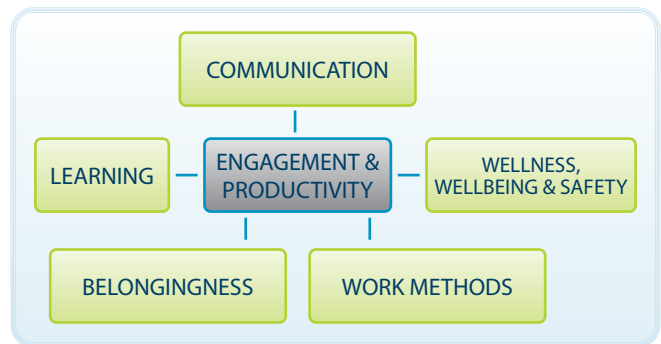 COMMUNICATION
LEARNING
ENGAGEMENT &
PRODUCTIVITY
WELLNESS,
WELLBEING & SAFETY
BELONGINGNESS
WORK METHODS